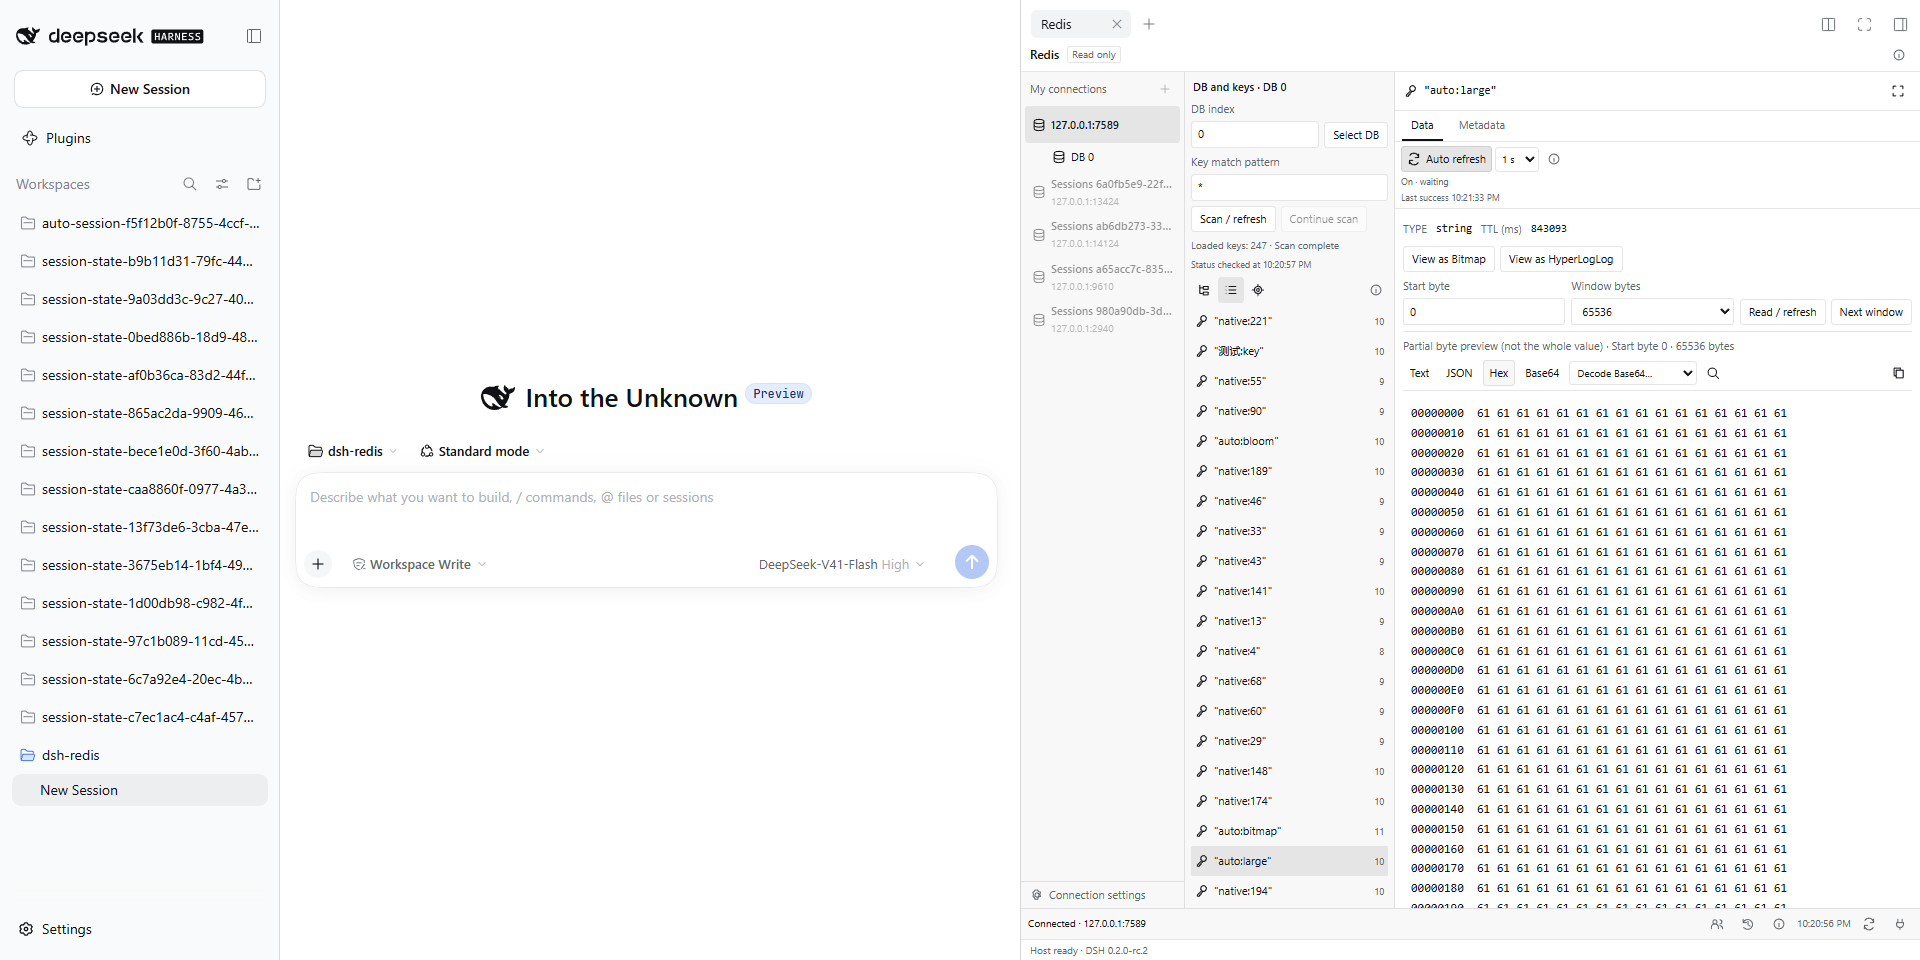 deepseek HARNESS
New Session
Plugins
Workspaces
auto-session-f5f12b0f-8755-4ccf-...
session-state-b9b11d31-79fc-44...
session-state-9a03dd3c-9c27-40...
session-state-0bed886b-18d9-48...
session-state-af0b36ca-83d2-44f...
session-state-865ac2da-9909-46...
session-state-bece1e0d-3f60-4ab...
session-state-caa8860f-0977-4a3...
session-state-13f73de6-3cba-47e...
session-state-3675eb14-1bf4-49...
session-state-1d00db98-c982-4f...
session-state-97c1b089-11cd-45...
session-state-6c7a92e4-20ec-4b...
session-state-c7ec1ac4-c4af-457...
dsh-redis
New Session
Settings
Into the Unknown Preview
dsh-redis Standard mode
Describe what you want to build, / commands, @ files or sessions
Workspace Write DeepSeek-V41-Flash High
Redis
Redis Read only
My connections
127.0.0.1:7589
DB 0
Sessions 6a0fb5e9-22f...
127.0.0.1:13424
Sessions ab6db273-33...
127.0.0.1:14124
Sessions a65acc7c-835...
127.0.0.1:9610
Sessions 980a90db-3d...
127.0.0.1:2940
Connection settings
DB and keys · DB 0
DB index
0 Select DB
Key match pattern
*
Scan / refresh Continue scan
Loaded keys: 247 · Scan complete
Status checked at 10:20:57 PM
"native:221" 10
"测试:key" 10
"native:55" 9
"native:90" 9
"auto:bloom" 10
"native:189" 10
"native:46" 9
"native:33" 9
"native:43" 9
"native:141" 10
"native:13" 9
"native:4" 8
"native:68" 9
"native:60" 9
"native:29" 9
"native:148" 10
"native:174" 10
"auto:bitmap" 11
"auto:large" 10
"native:194" 10
"auto:large"
Data Metadata
Auto refresh 1 s
On · waiting
Last success 10:21:33 PM
TYPE string TTL (ms) 843093
View as Bitmap View as HyperLogLog
Start byte Window bytes
0 65536 Read / refresh Next window
Partial byte preview (not the whole value) · Start byte 0 · 65536 bytes
Text JSON Hex Base64 Decode Base64...
00000000 61 61 61 61 61 61 61 61 61 61 61 61 61 61 61 61
00000010 61 61 61 61 61 61 61 61 61 61 61 61 61 61 61 61
00000020 61 61 61 61 61 61 61 61 61 61 61 61 61 61 61 61
00000030 61 61 61 61 61 61 61 61 61 61 61 61 61 61 61 61
00000040 61 61 61 61 61 61 61 61 61 61 61 61 61 61 61 61
00000050 61 61 61 61 61 61 61 61 61 61 61 61 61 61 61 61
00000060 61 61 61 61 61 61 61 61 61 61 61 61 61 61 61 61
00000070 61 61 61 61 61 61 61 61 61 61 61 61 61 61 61 61
00000080 61 61 61 61 61 61 61 61 61 61 61 61 61 61 61 61
00000090 61 61 61 61 61 61 61 61 61 61 61 61 61 61 61 61
000000A0 61 61 61 61 61 61 61 61 61 61 61 61 61 61 61 61
000000B0 61 61 61 61 61 61 61 61 61 61 61 61 61 61 61 61
000000C0 61 61 61 61 61 61 61 61 61 61 61 61 61 61 61 61
000000D0 61 61 61 61 61 61 61 61 61 61 61 61 61 61 61 61
000000E0 61 61 61 61 61 61 61 61 61 61 61 61 61 61 61 61
000000F0 61 61 61 61 61 61 61 61 61 61 61 61 61 61 61 61
00000100 61 61 61 61 61 61 61 61 61 61 61 61 61 61 61 61
00000110 61 61 61 61 61 61 61 61 61 61 61 61 61 61 61 61
00000120 61 61 61 61 61 61 61 61 61 61 61 61 61 61 61 61
00000130 61 61 61 61 61 61 61 61 61 61 61 61 61 61 61 61
00000140 61 61 61 61 61 61 61 61 61 61 61 61 61 61 61 61
00000150 61 61 61 61 61 61 61 61 61 61 61 61 61 61 61 61
00000160 61 61 61 61 61 61 61 61 61 61 61 61 61 61 61 61
00000170 61 61 61 61 61 61 61 61 61 61 61 61 61 61 61 61
00000180 61 61 61 61 61 61 61 61 61 61 61 61 61 61 61 61
00000190 61 61 61 61 61 61 61 61 61 61 61 61 61 61 61 61
Connected · 127.0.0.1:7589 10:20:56 PM
Host ready · DSH 0.2.0-rc.2